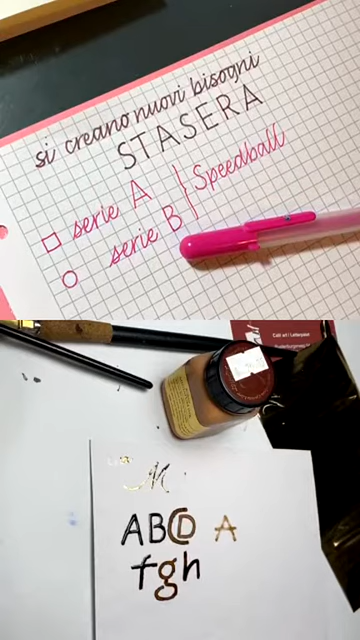 si creano nuovi bisogni
STASERA
serie A
serie B
Speedball
M
ABCD A
fgh